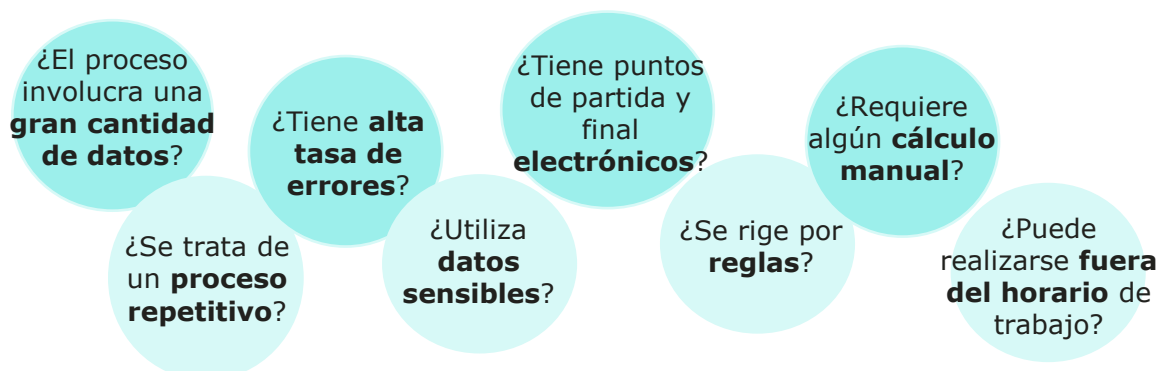 ¿El proceso
involucra una
gran cantidad
de datos?
¿Se trata de
un proceso
repetitivo?
¿Tiene alta
tasa de
errores?
¿Utiliza
datos
sensibles?
¿Tiene puntos
de partida y
final
electrónicos?
¿Se rige por
reglas?
¿Requiere
algún cálculo
manual?
¿Puede
realizarse fuera
del horario de
trabajo?